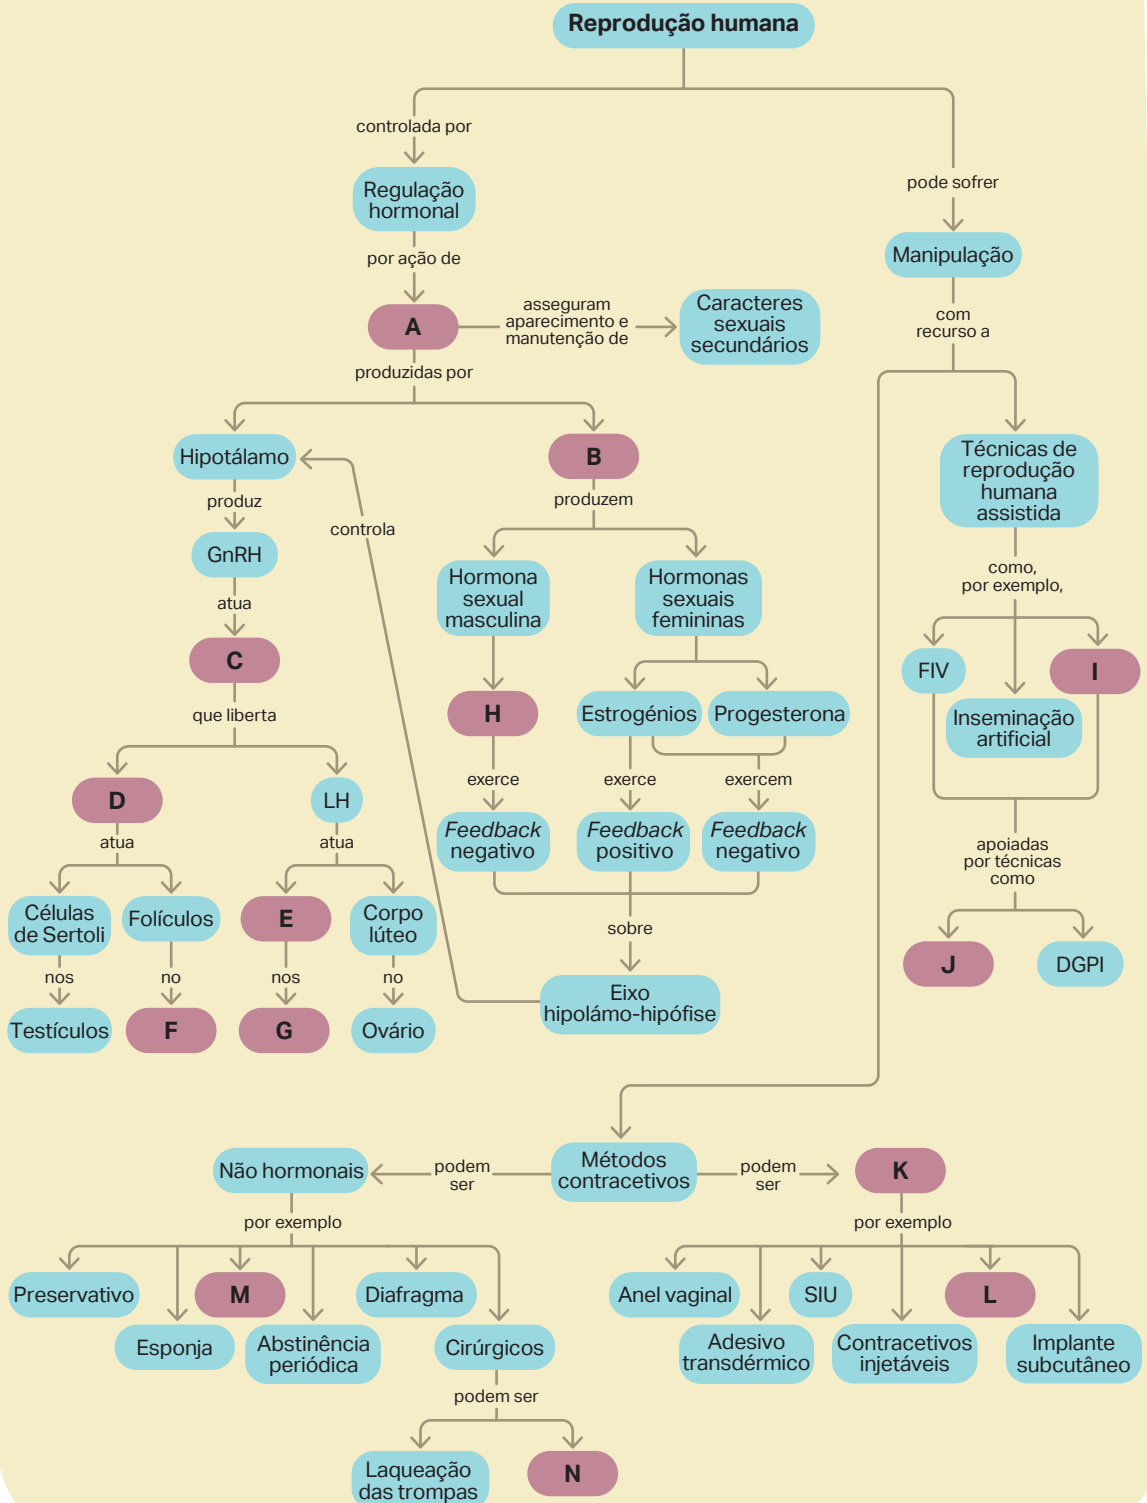 Reprodução humana
controlada por
pode sofrer
Regulação
hormonal
Manipulação
por ação de
com
recurso a
A
asseguram
aparecimento e
manutenção de
Caracteres
sexuais
secundários
produzidas por
Hipotálamo
B
Técnicas de
reprodução
humana
assistida
produz
produzem
controla
GnRH
Hormona
sexual
masculina
Hormonas
sexuais
femininas
como,
por exemplo,
atua
C
FIV
I
que liberta
H
Estrogénios
Progesterona
Inseminação
artificial
exerce
exerce
exercem
D
LH
Feedback
negativo
Feedback
positivo
Feedback
negativo
atua
atua
apoiadas
por técnicas
como
Células
de Sertoli
Folículos
E
Corpo
lúteo
sobre
J
DGPI
nos
no
nos
no
Eixo
hipolámo-hipófise
Testículos
F
G
Ovário
Não hormonais
podem
ser
Métodos
contracetivos
podem
ser
K
por exemplo
por exemplo
Preservativo
M
Diafragma
Anel vaginal
SIU
L
Esponja
Abstinência
periódica
Cirúrgicos
Adesivo
transdérmico
Contracetivos
injetáveis
Implante
subcutâneo
podem ser
Laqueação
das trompas
N